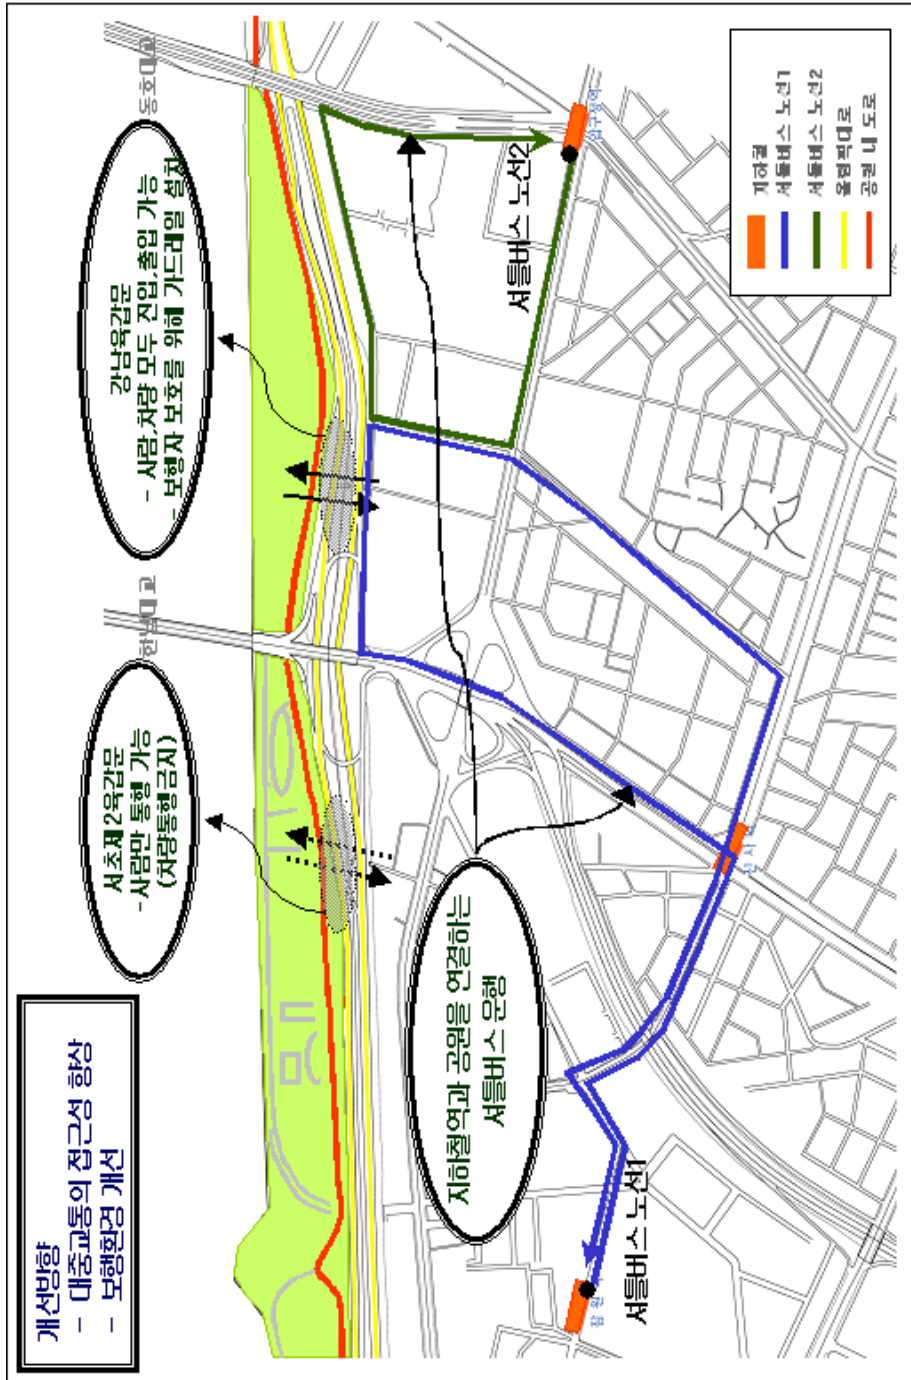 개선방향
- 대중교통의 접근성 향상
- 보행환경 개선
서초제2육갑문
- 사람만 통행 가능
(차량통행금지)
한남대교
강남육갑문
- 사람,차량 모두 진입,출입 가능
- 보행자 보호를 위해 가드레일 설치
동호대교
지하철역과 공원을 연결하는
셔틀버스 운행
셔틀버스 노선1
셔틀버스 노선2
압구정역
지하철
셔틀버스 노선1
셔틀버스 노선2
올림픽대로
공원 내 도로